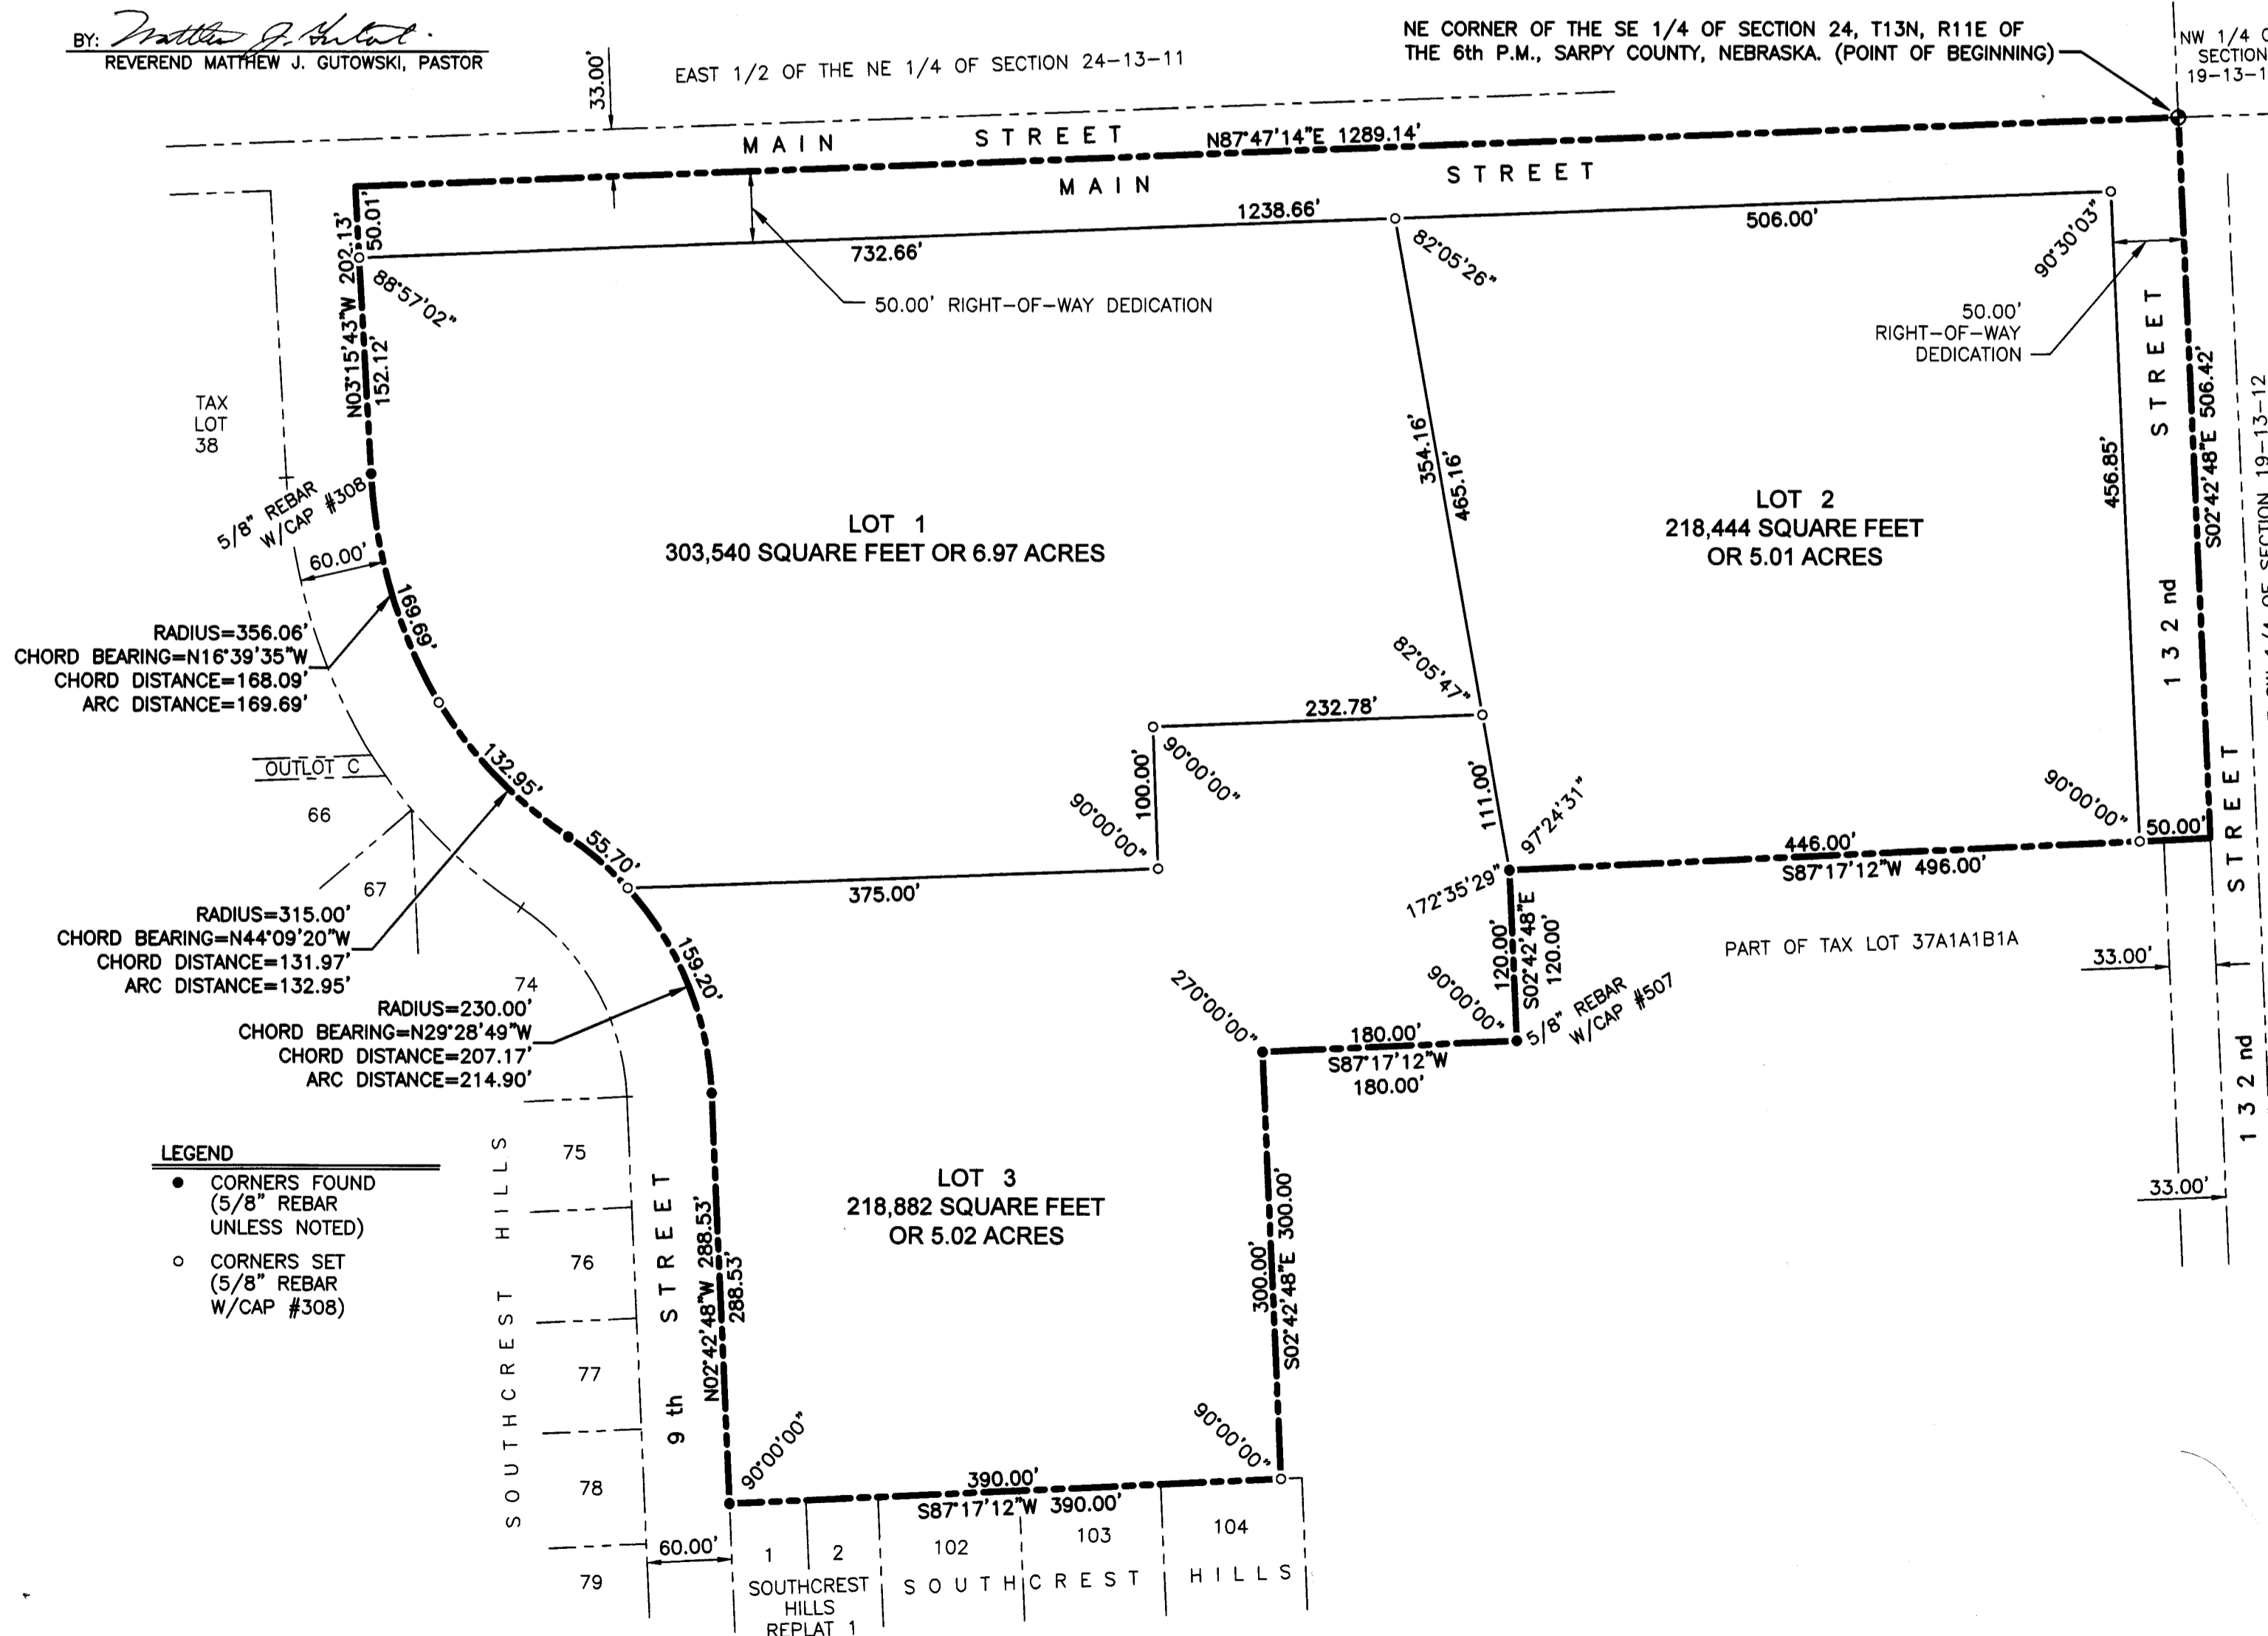 BY: Matthew J. Gutowski
REVEREND MATTHEW J. GUTOWSKI, PASTOR
33.00'
EAST 1/2 OF THE NE 1/4 OF SECTION 24-13-11
NE CORNER OF THE SE 1/4 OF SECTION 24, T13N, R11E OF
THE 6th P.M., SARPY COUNTY, NEBRASKA. (POINT OF BEGINNING)
NW 1/4 O
SECTION
19-13-1
MAIN STREET
N87°47'14"E 1289.14'
MAIN STREET
50.01'
N03°15'43"W 202.13'
152.12'
88°57'02"
732.66'
1238.66'
506.00'
82°05'26"
90°30'03"
50.00' RIGHT-OF-WAY DEDICATION
50.00'
RIGHT-OF-WAY
DEDICATION
132nd STREET
S02°42'48"E 506.42'
456.85'
1/4 OF SECTION 19-13-12
TAX
LOT
38
5/8" REBAR
W/CAP #308
60.00'
354.16'
465.16'
LOT 1
303,540 SQUARE FEET OR 6.97 ACRES
LOT 2
218,444 SQUARE FEET
OR 5.01 ACRES
169.69'
RADIUS=356.06'
CHORD BEARING=N16°39'35"W
CHORD DISTANCE=168.09'
ARC DISTANCE=169.69'
82°05'47"
232.78'
90°00'00"
100.00'
90°00'00"
111.00'
97°24'31"
90°00'00"
50.00'
132.95'
OUTLOT C
66
67
55.70'
375.00'
172°35'29"
446.00'
S87°17'12"W 496.00'
RADIUS=315.00'
CHORD BEARING=N44°09'20"W
CHORD DISTANCE=131.97'
ARC DISTANCE=132.95'
159.20'
74
RADIUS=230.00'
CHORD BEARING=N29°28'49"W
CHORD DISTANCE=207.17'
ARC DISTANCE=214.90'
120.00'
S02°42'48"E
120.00'
PART OF TAX LOT 37A1A1B1A
33.00'
270°00'00"
90°00'00"
5/8" REBAR
W/CAP #507
180.00'
S87°17'12"W
180.00'
132nd STREET
33.00'
LEGEND
CORNERS FOUND
(5/8" REBAR
UNLESS NOTED)
CORNERS SET
(5/8" REBAR
W/CAP #308)
SOUTHCREST HILLS
75
76
77
78
79
9th STREET
N02°42'48"W 288.53'
288.53'
LOT 3
218,882 SQUARE FEET
OR 5.02 ACRES
300.00'
S02°42'48"E 300.00'
90°00'00"
90°00'00"
390.00'
S87°17'12"W 390.00'
60.00'
1
2
102
103
104
SOUTHCREST
HILLS
REPLAT 1
SOUTHCREST HILLS